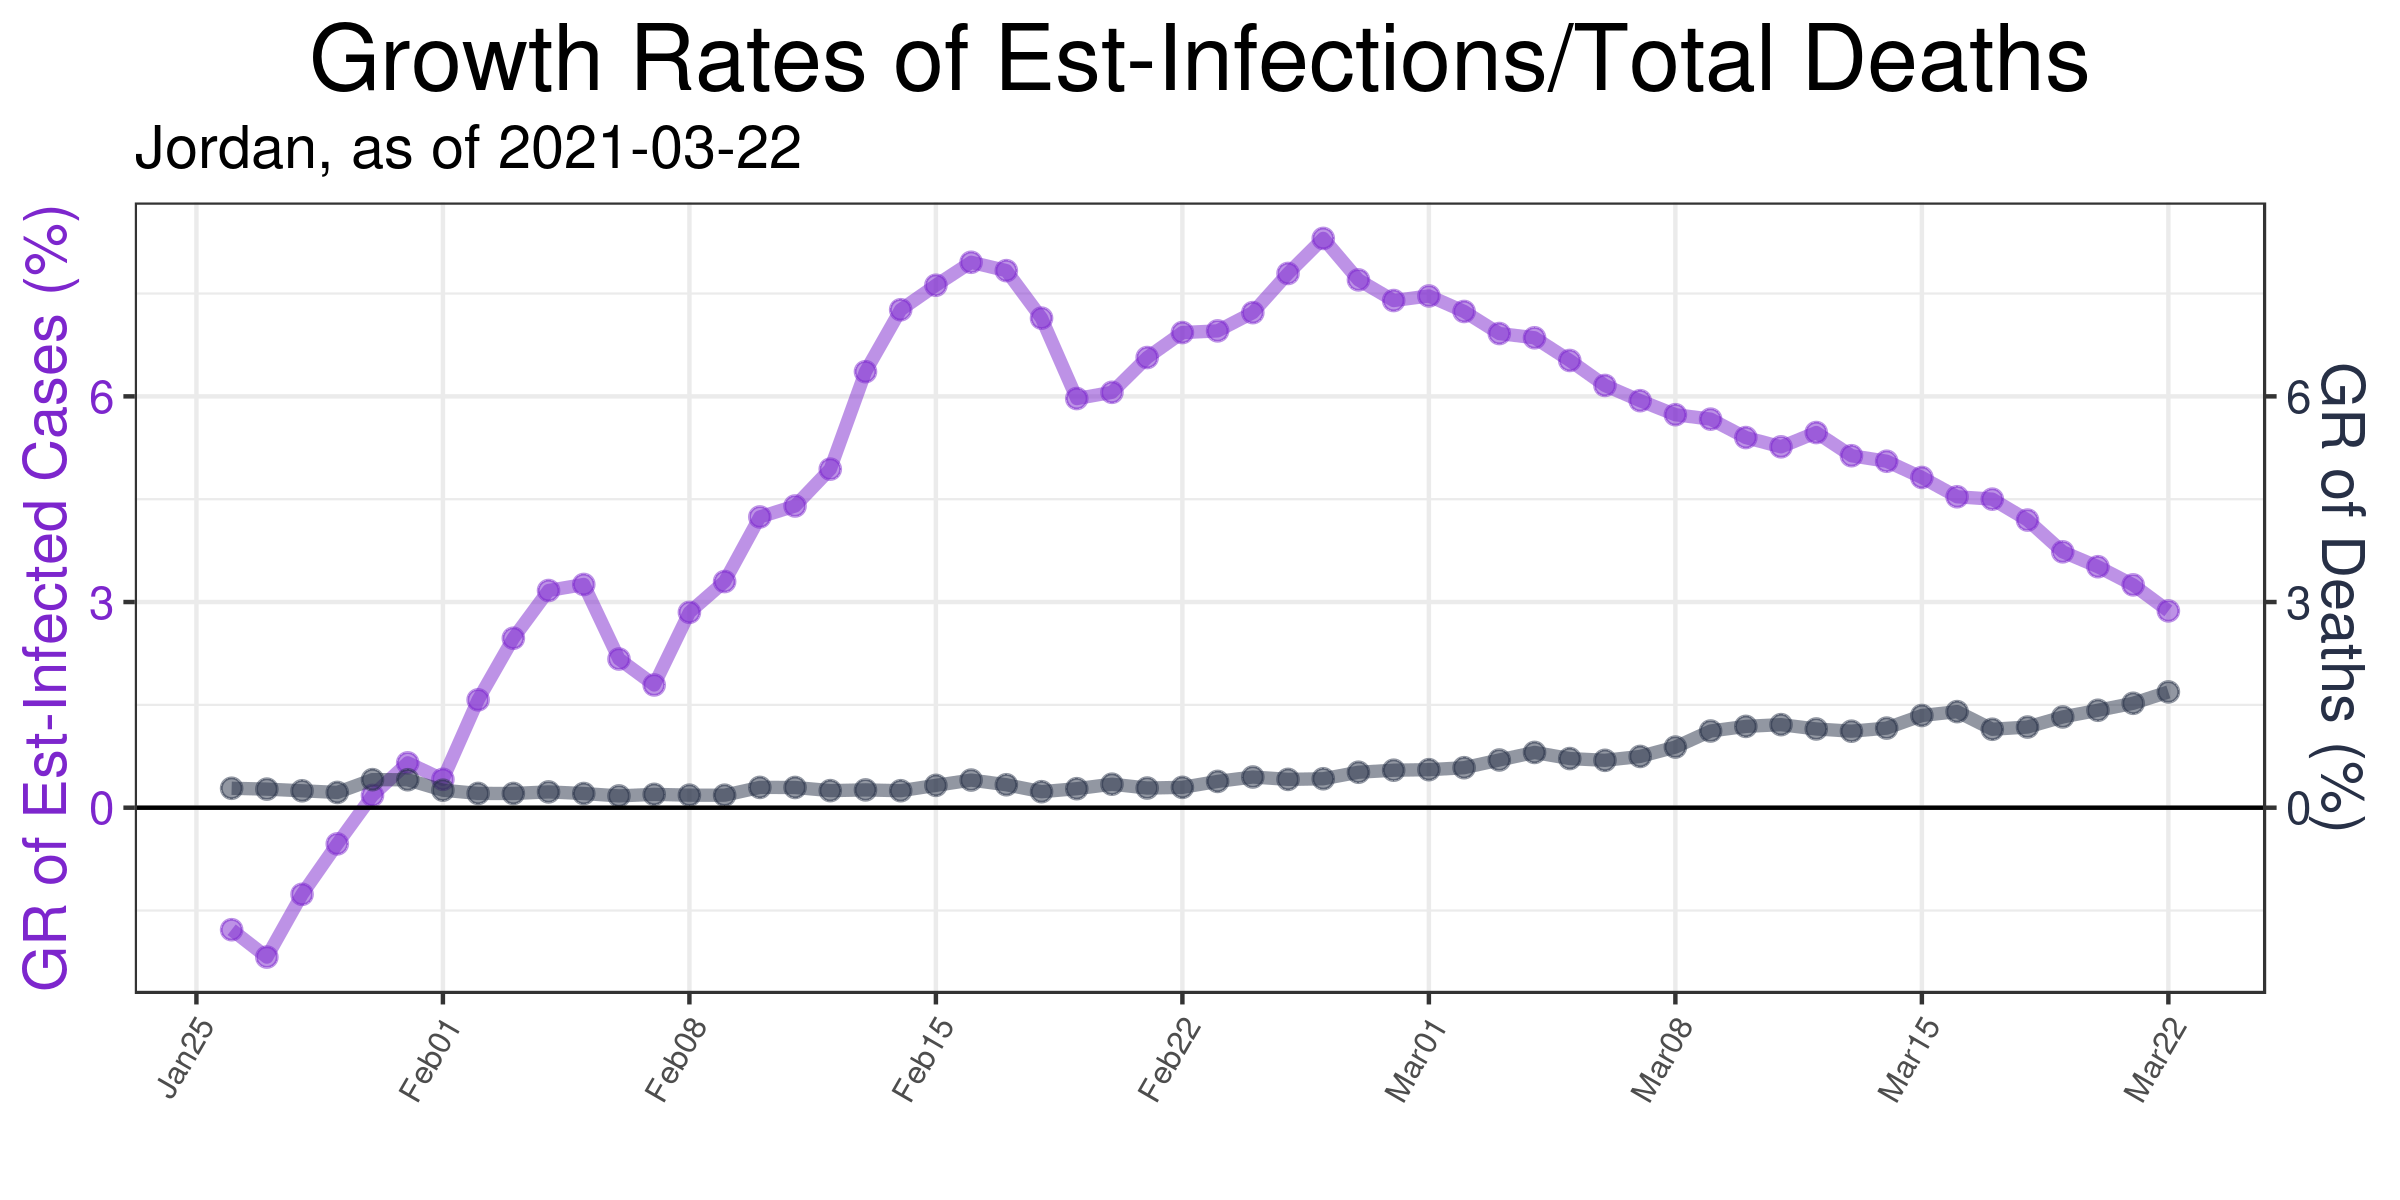 Growth Rates of Est-Infections/Total Deaths
Jordan, as of 2021-03-22
GR of Est-Infected Cases (%)
6
3
0
6
3
0
GR of Deaths (%)
Jan25
Feb01
Feb08
Feb15
Feb22
Mar01
Mar08
Mar15
Mar22